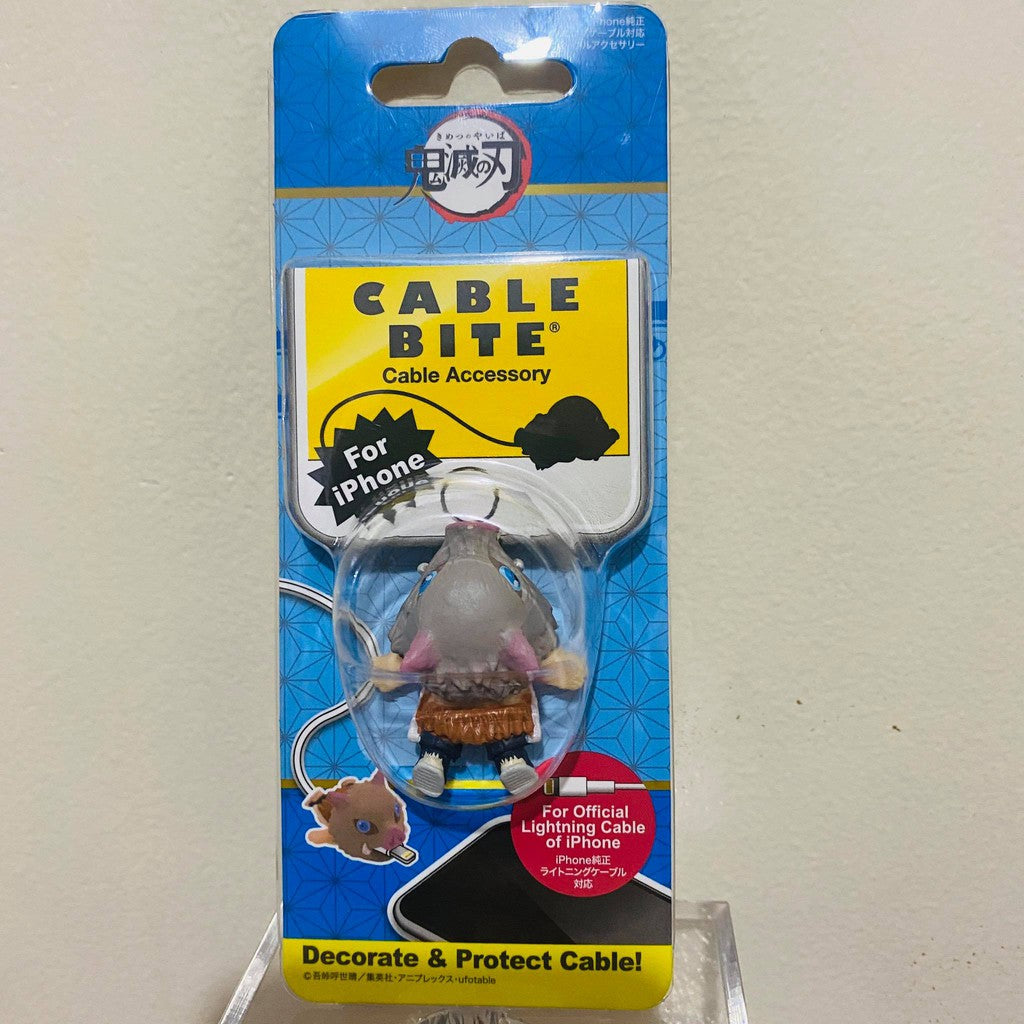 iPhone純正
ーブル対応
ルアクセサリー
きめつのやいば
鬼滅の刃
CABLE
BITE®
Cable Accessory
For
iPhone
For Official
Lightning Cable
of iPhone
iPhone純正
ライトニングケーブル
対応
Decorate & Protect Cable!
©吾峠呼世晴／集英社・アニプレックス・ufotable